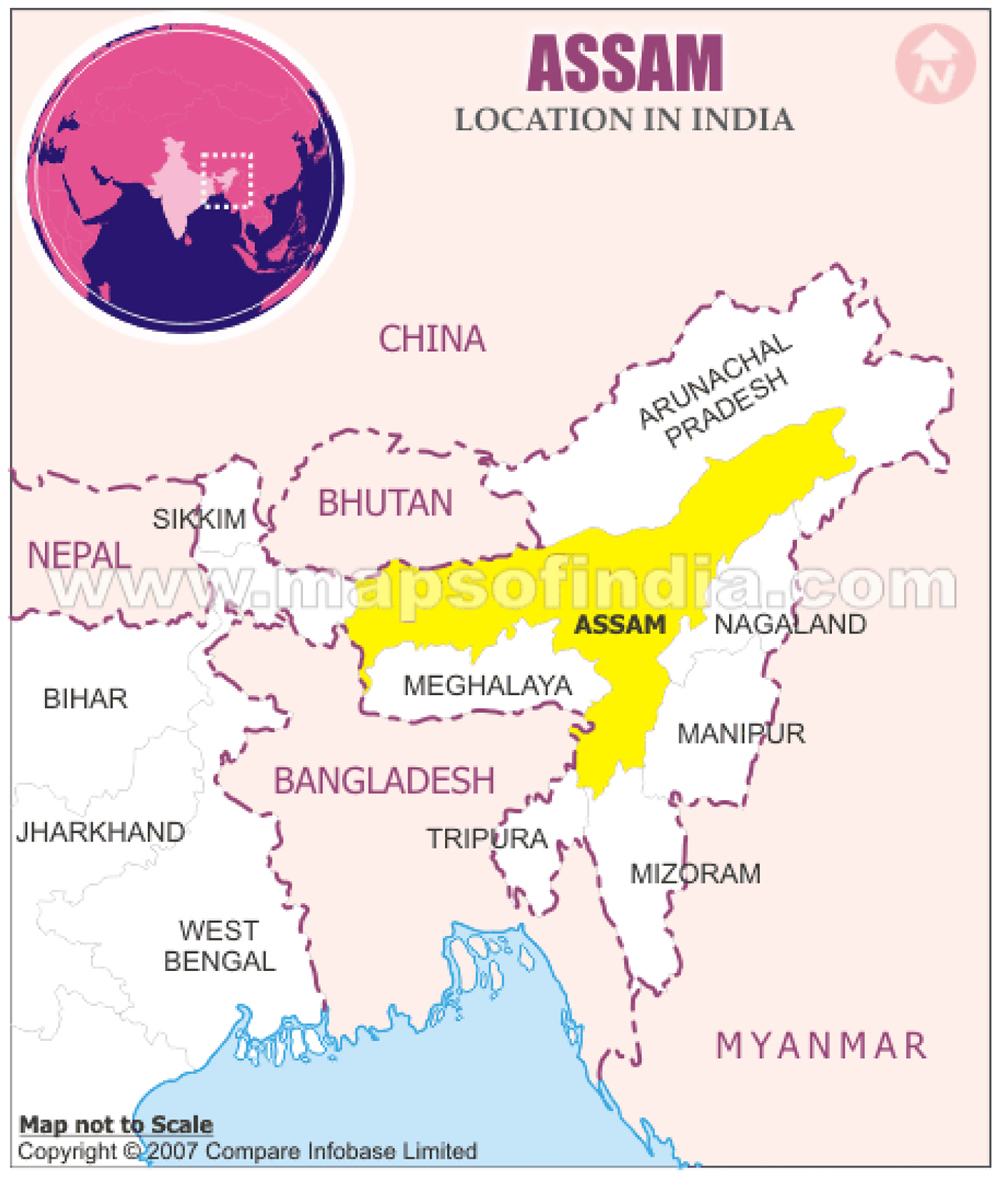 ASSAM
LOCATION IN INDIA
N
CHINA
ARUNACHAL
PRADESH
BHUTAN
SIKKIM
NEPAL
www.mapsofindia.com
ASSAM
NAGALAND
MEGHALAYA
BIHAR
MANIPUR
BANGLADESH
JHARKHAND
TRIPURA
MIZORAM
WEST
BENGAL
MYANMAR
Map not to Scale
Copyright © 2007 Compare Infobase Limited